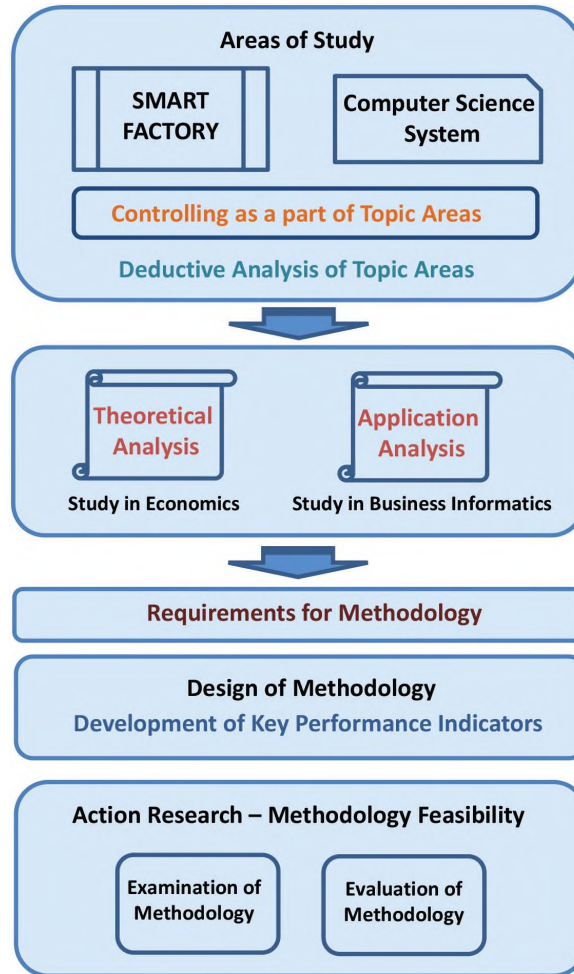 Areas of Study
SMART
FACTORY
Computer Science
System
Controlling as a part of Topic Areas
Deductive Analysis of Topic Areas
Theoretical
Analysis
Application
Analysis
Study in Economics
Study in Business Informatics
Requirements for Methodology
Design of Methodology
Development of Key Performance Indicators
Action Research – Methodology Feasibility
Examination of
Methodology
Evaluation of
Methodology